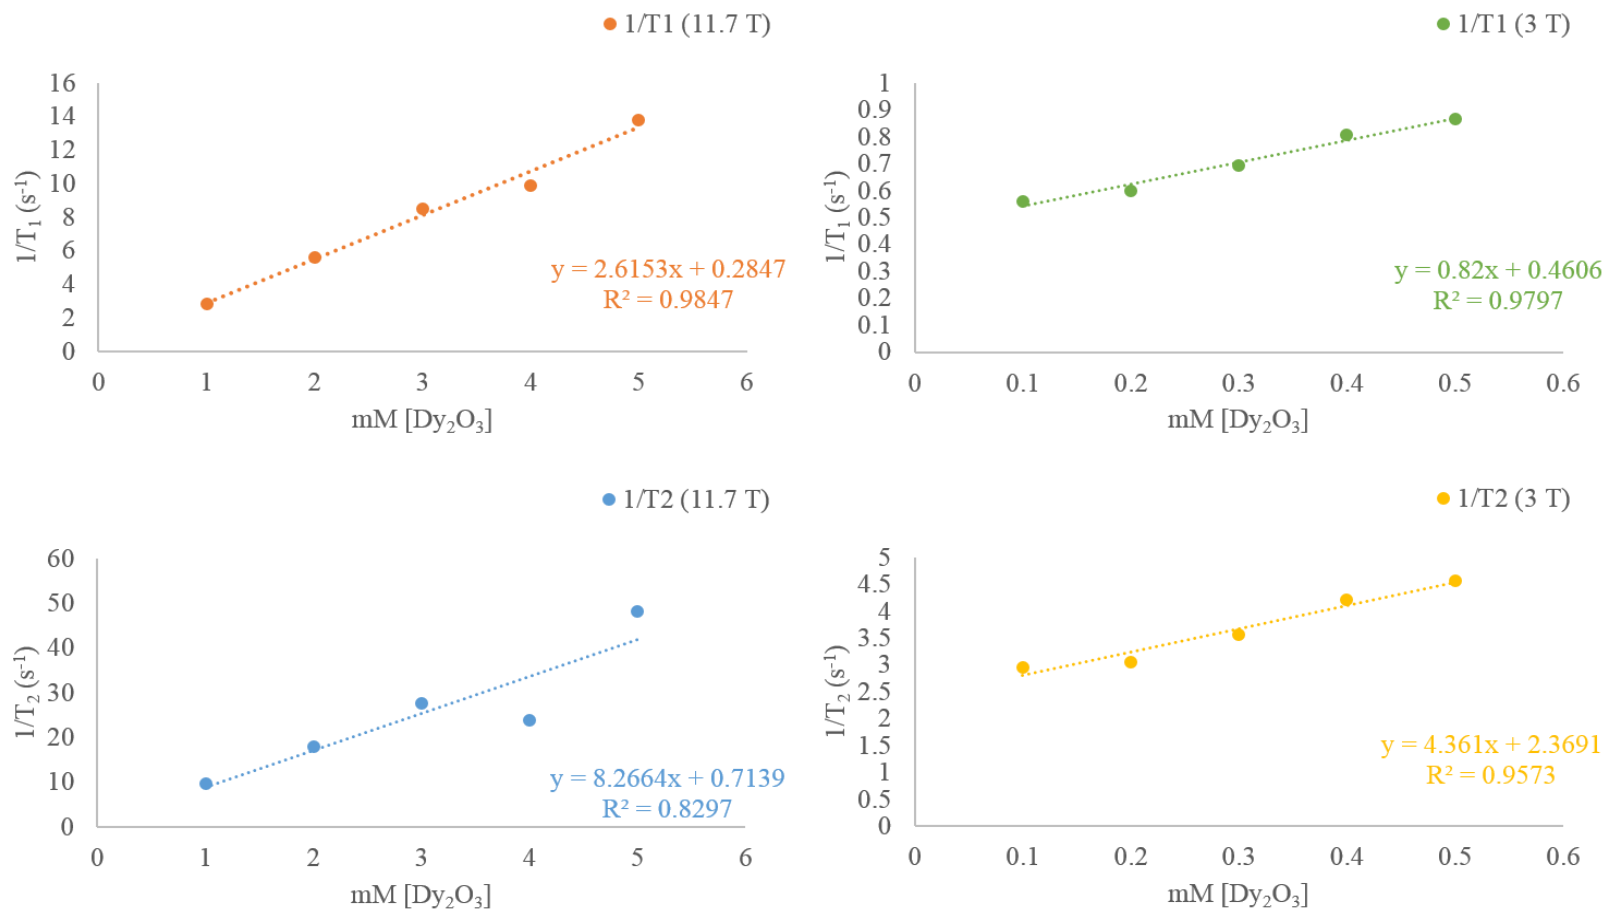 1/T1 (11.7 T)
16
14
12
10
8
6
4
2
0
1/T₁ (s⁻¹)
y = 2.6153x + 0.2847
R² = 0.9847
0 1 2 3 4 5 6
mM [Dy₂O₃]
1/T1 (3 T)
1
0.9
0.8
0.7
0.6
0.5
0.4
0.3
0.2
0.1
0
1/T₁ (s⁻¹)
y = 0.82x + 0.4606
R² = 0.9797
0 0.1 0.2 0.3 0.4 0.5 0.6
mM [Dy₂O₃]
1/T2 (11.7 T)
60
50
40
30
20
10
0
1/T₂ (s⁻¹)
y = 8.2664x + 0.7139
R² = 0.8297
0 1 2 3 4 5 6
mM [Dy₂O₃]
1/T2 (3 T)
5
4.5
4
3.5
3
2.5
2
1.5
1
0.5
0
1/T₂ (s⁻¹)
y = 4.361x + 2.3691
R² = 0.9573
0 0.1 0.2 0.3 0.4 0.5 0.6
mM [Dy₂O₃]